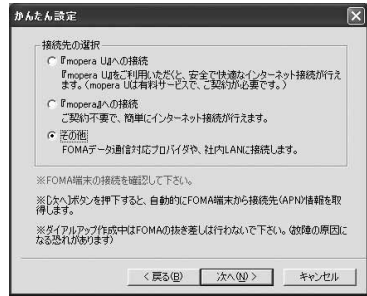 かんたん設定
接続先の選択
『mopera U』への接続
『mopera U』をご利用いただくと、安全で快適なインターネット接続が行え
ます。(mopera Uは有料サービスで、ご契約が必要です。)
『mopera』への接続
ご契約不要で、簡単にインターネット接続が行えます。
その他
FOMAデータ通信対応プロバイダや、社内LANに接続します。
※FOMA端末の接続を確認して下さい。
※[次へ]ボタンを押下すると、自動的にFOMA端末から接続先(APN)情報を取
得します。
※ダイアルアップ作成中はFOMAの抜き差しは行わないで下さい。(故障の原因に
なる恐れがあります)
< 戻る(B)
次へ(N) >
キャンセル